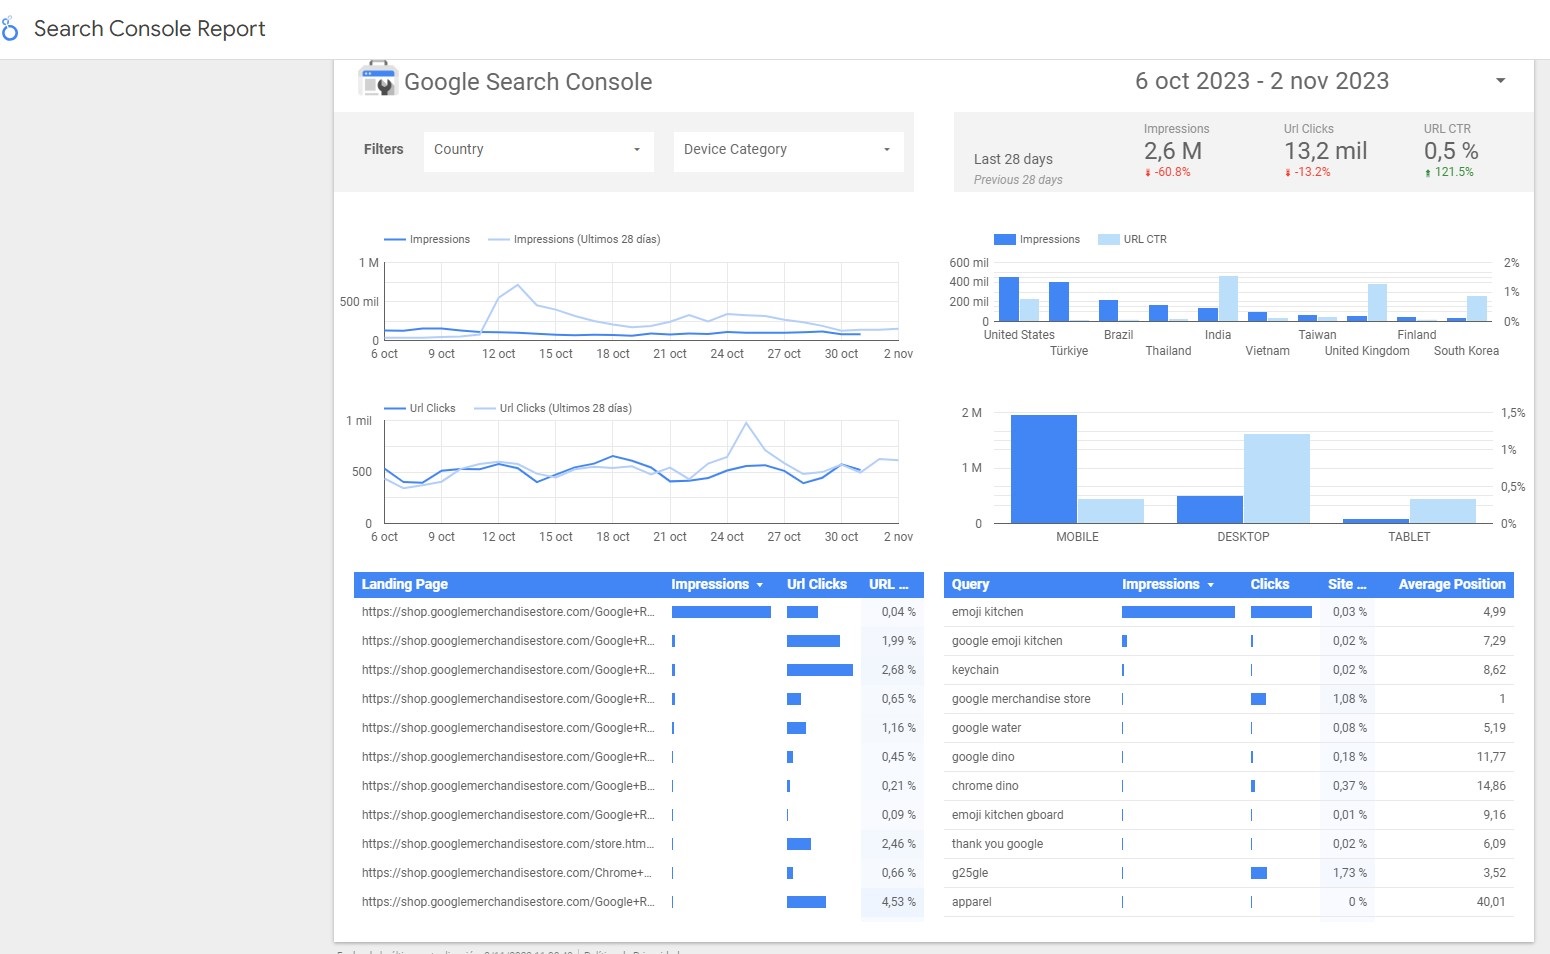 Search Console Report
Google Search Console
6 oct 2023 - 2 nov 2023
Filters
Country
Device Category
Last 28 days
Previous 28 days
Impressions
2,6 M
-60.8%
Url Clicks
13,2 mil
-13.2%
URL CTR
0,5 %
121.5%
Impressions
Impressions (Ultimos 28 días)
1 M
500 mil
0
6 oct 9 oct 12 oct 15 oct 18 oct 21 oct 24 oct 27 oct 30 oct 2 nov
Impressions
URL CTR
600 mil 2%
400 mil
1%
200 mil
0 0%
United States Brazil India Taiwan Finland
Türkiye Thailand Vietnam United Kingdom South Korea
Url Clicks
Url Clicks (Ultimos 28 días)
1 mil
500
0
6 oct 9 oct 12 oct 15 oct 18 oct 21 oct 24 oct 27 oct 30 oct 2 nov
2 M 1,5%
1%
1 M
0,5%
0 0%
MOBILE DESKTOP TABLET
Landing Page Impressions Url Clicks URL ...
https://shop.googlemerchandisestore.com/Google+R... 0,04 %
https://shop.googlemerchandisestore.com/Google+R... 1,99 %
https://shop.googlemerchandisestore.com/Google+R... 2,68 %
https://shop.googlemerchandisestore.com/Google+R... 0,65 %
https://shop.googlemerchandisestore.com/Google+R... 1,16 %
https://shop.googlemerchandisestore.com/Google+R... 0,45 %
https://shop.googlemerchandisestore.com/Google+B... 0,21 %
https://shop.googlemerchandisestore.com/Google+R... 0,09 %
https://shop.googlemerchandisestore.com/store.htm... 2,46 %
https://shop.googlemerchandisestore.com/Chrome+... 0,66 %
https://shop.googlemerchandisestore.com/Google+R... 4,53 %
Query Impressions Clicks Site ... Average Position
emoji kitchen 0,03 % 4,99
google emoji kitchen 0,02 % 7,29
keychain 0,02 % 8,62
google merchandise store 1,08 % 1
google water 0,08 % 5,19
google dino 0,18 % 11,77
chrome dino 0,37 % 14,86
emoji kitchen gboard 0,01 % 9,16
thank you google 0,02 % 6,09
g25gle 1,73 % 3,52
apparel 0 % 40,01